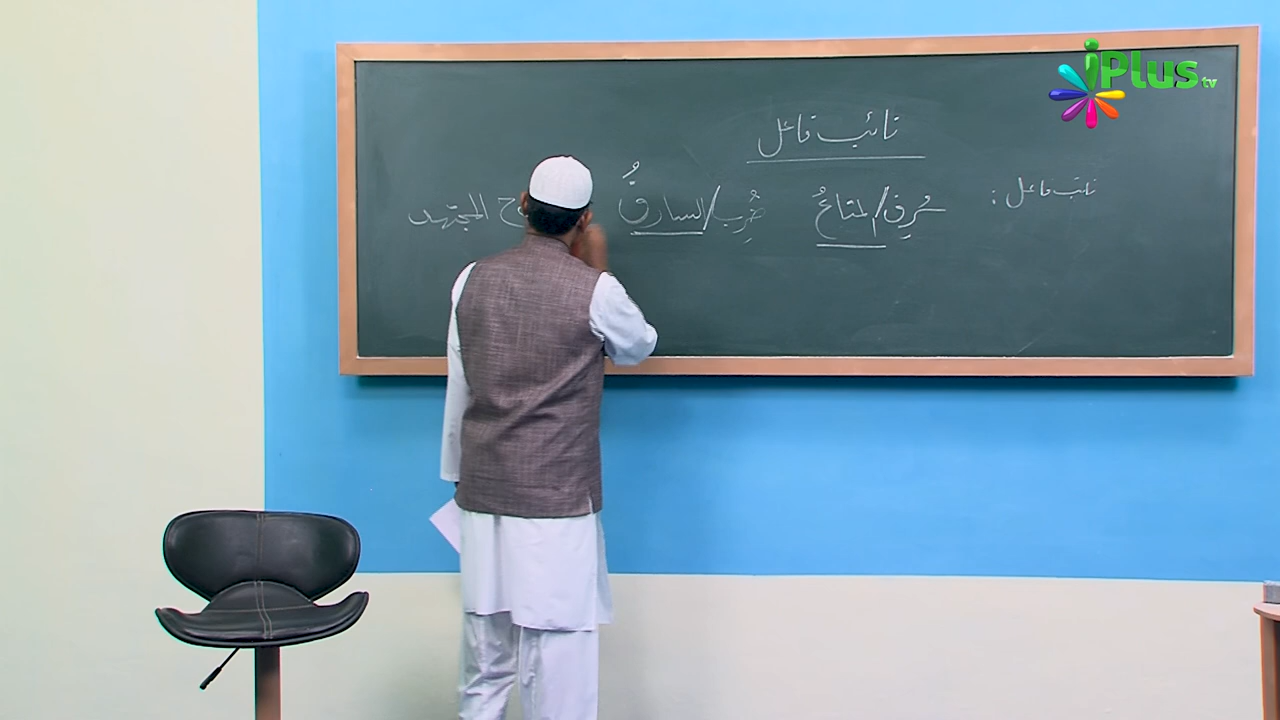 iPlus tv
نائب فاعل
نائب فاعل :
سُرِقَ / المتاعُ ضُرِبَ / السارقُ المجتهد